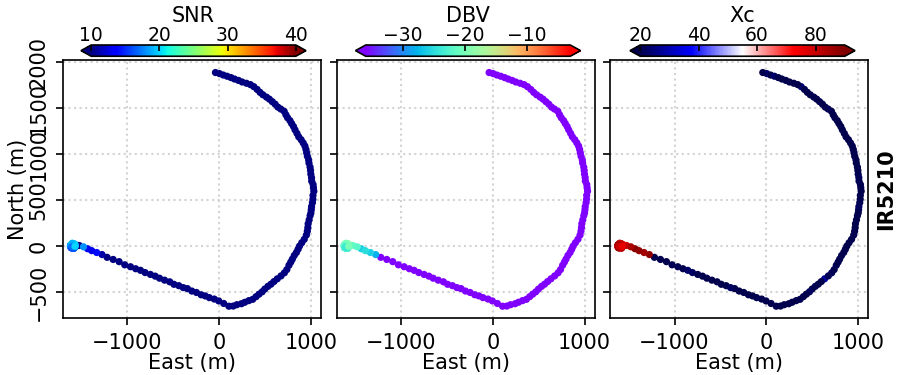 SNR DBV Xc
10 20 30 40 −30 −20 −10 20 40 60 80
2000
1500
1000
500
0
−500
North (m)
IR5210
−1000 0 1000 −1000 0 1000 −1000 0 1000
East (m) East (m) East (m)